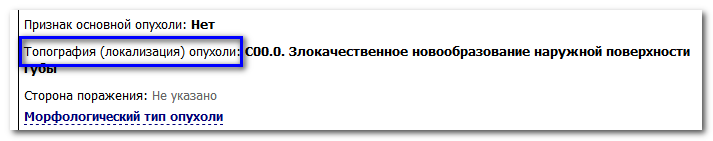 Признак основной опухоли: Нет
Топография (локализация) опухоли: C00.0. Злокачественное новообразование наружной поверхности
губы
Сторона поражения: Не указано
Морфологический тип опухоли